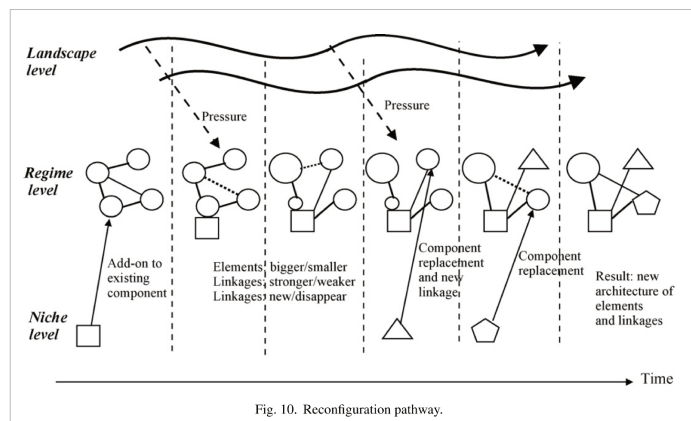 Landscape
level
Pressure
Pressure
Regime
level
Add-on to
existing
component
Elements: bigger/smaller
Linkages: stronger/weaker
Linkages: new/disappear
Component
replacement
and new
linkage
Component
replacement
Result: new
architecture of
elements
and linkages
Niche
level
Time
Fig. 10. Reconfiguration pathway.